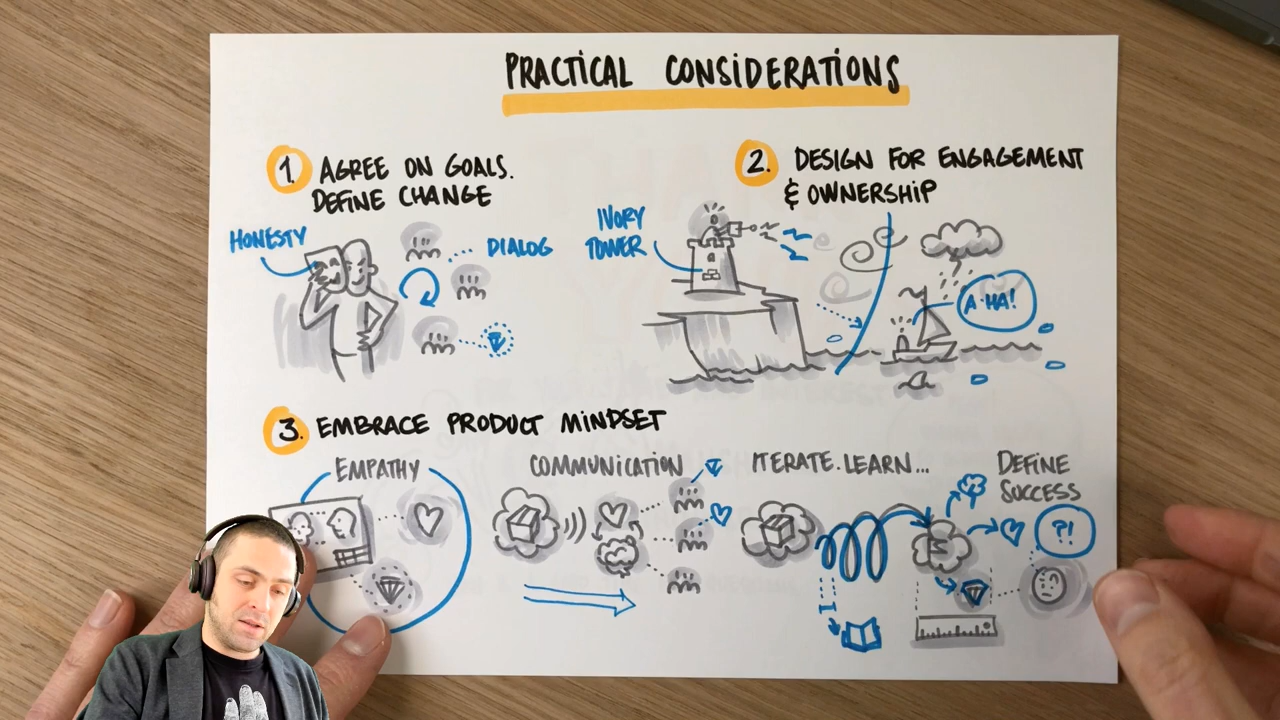 PRACTICAL CONSIDERATIONS
1. AGREE ON GOALS.
DEFINE CHANGE
HONESTY
DIALOG
2. DESIGN FOR ENGAGEMENT
& OWNERSHIP
IVORY
TOWER
A-HA!
3. EMBRACE PRODUCT MINDSET
EMPATHY
COMMUNICATION
ITERATE. LEARN...
DEFINE
SUCCESS
?!